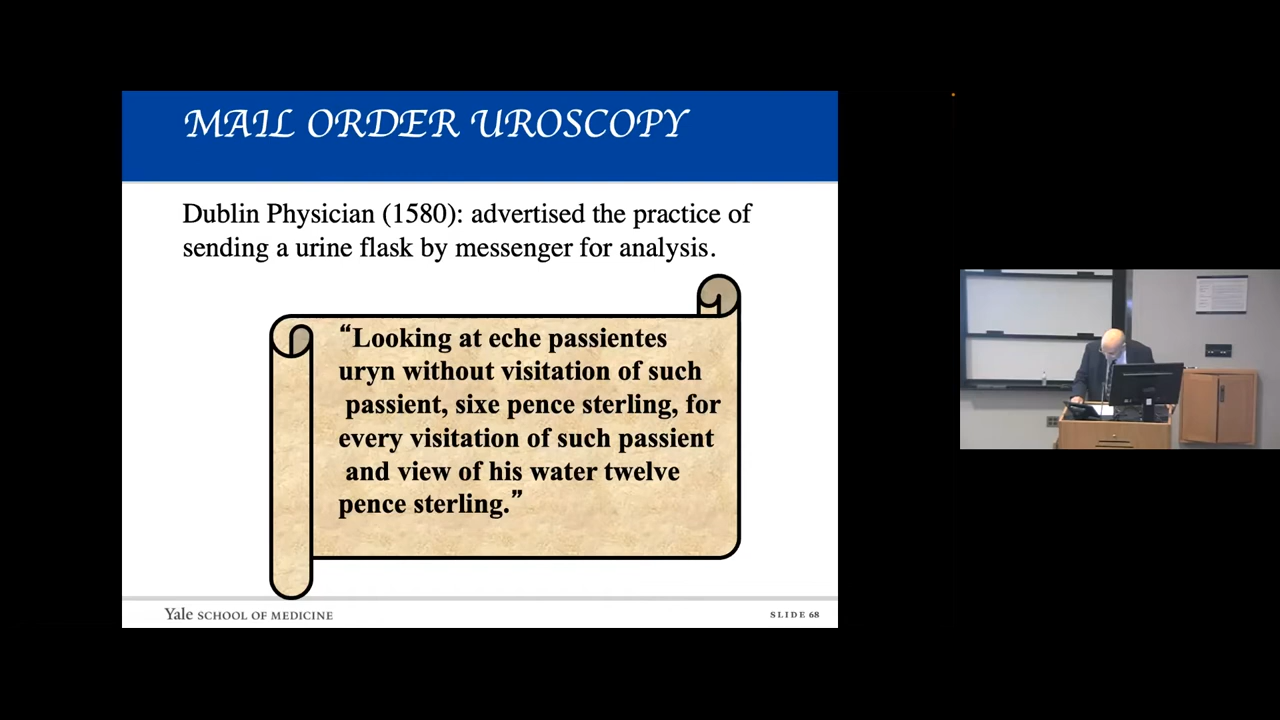 MAIL ORDER UROSCOPY
Dublin Physician (1580): advertised the practice of
sending a urine flask by messenger for analysis.
“Looking at eche passientes
uryn without visitation of such
passient, sixe pence sterling, for
every visitation of such passient
and view of his water twelve
pence sterling.”
Yale SCHOOL OF MEDICINE
SLIDE 68